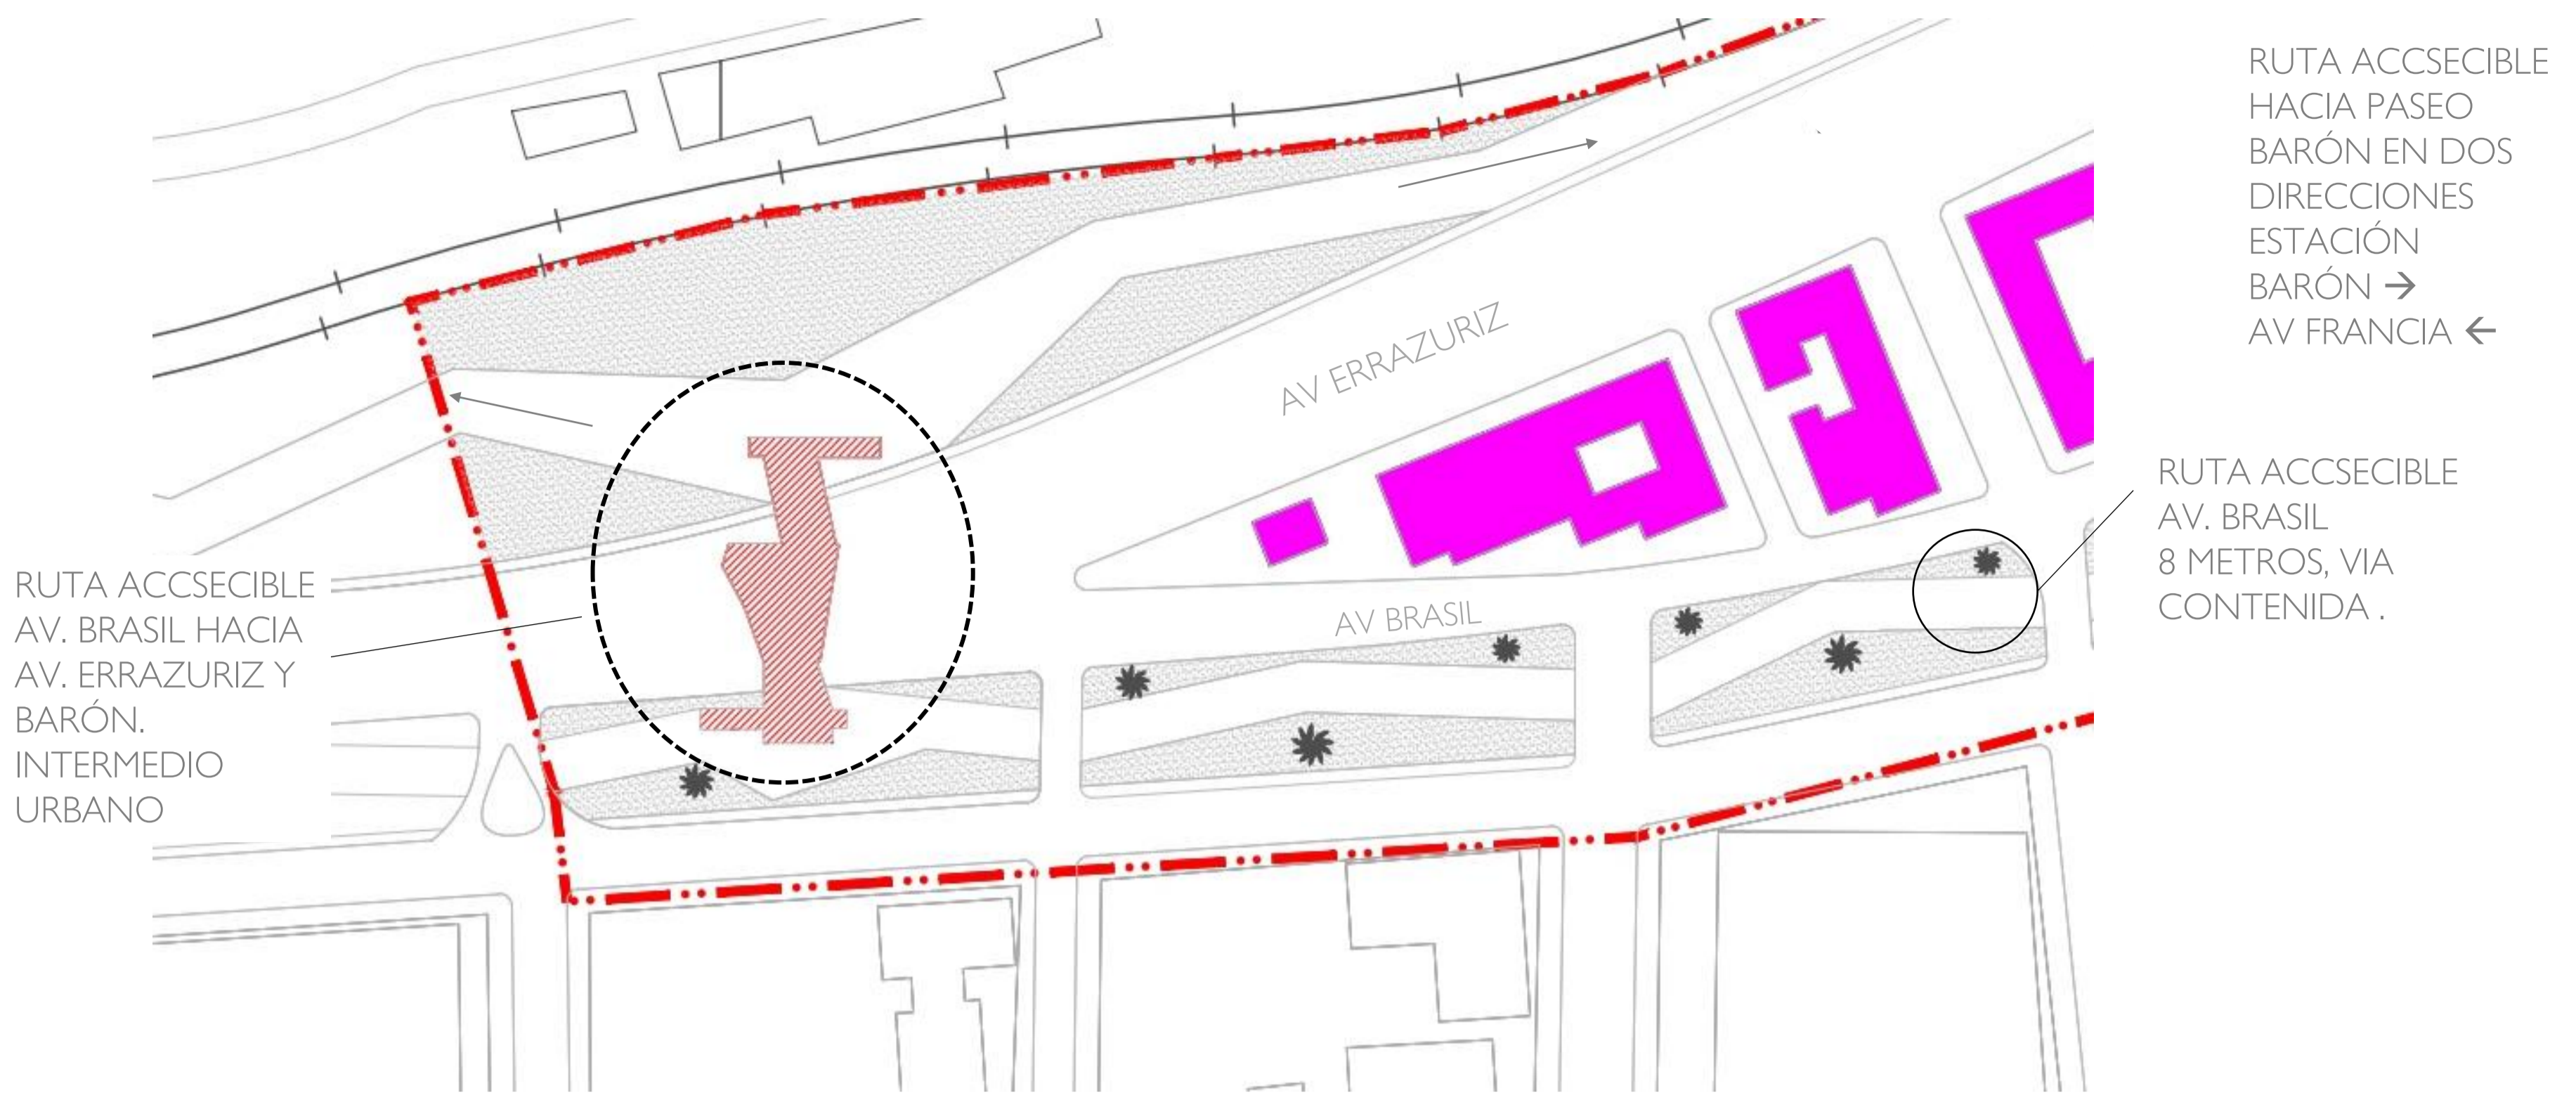 RUTA ACCSECIBLE
HACIA PASEO
BARÓN EN DOS
DIRECCIONES
ESTACIÓN
BARÓN →
AV FRANCIA ←
AV ERRAZURIZ
RUTA ACCSECIBLE
AV. BRASIL
8 METROS, VIA
CONTENIDA .
RUTA ACCSECIBLE
AV. BRASIL HACIA
AV. ERRAZURIZ Y
BARÓN.
INTERMEDIO
URBANO
AV BRASIL